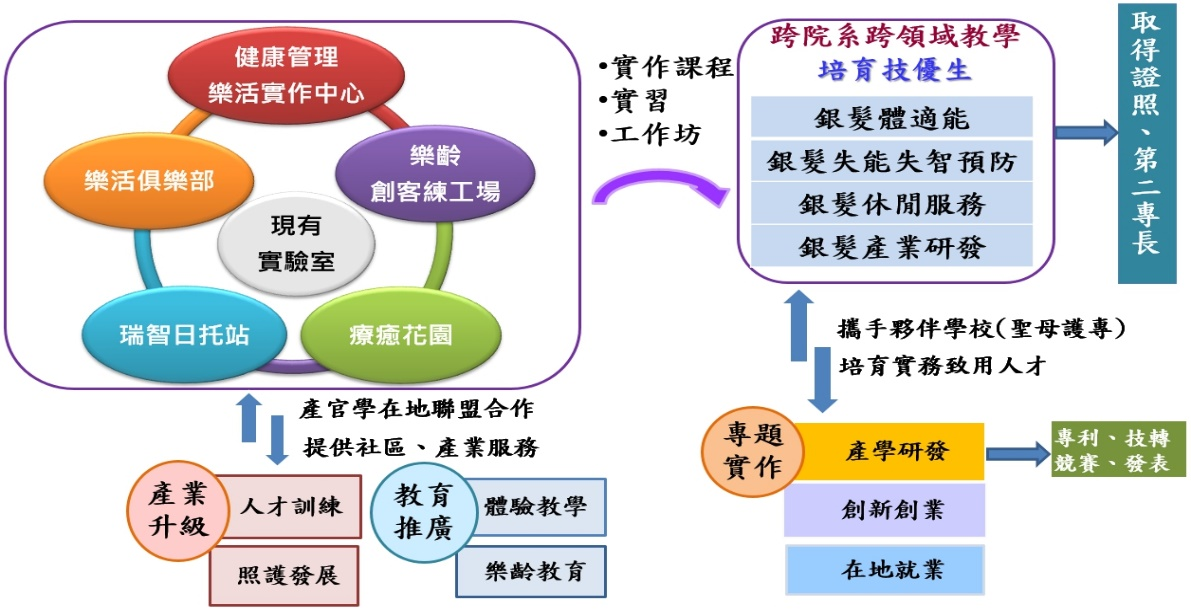 健康管理
樂活實作中心
樂活俱樂部
樂齡
創客練工場
現有
實驗室
瑞智日托站
療癒花園
•實作課程
•實習
•工作坊
跨院系跨領域教學
培育技優生
銀髮體適能
銀髮失能失智預防
銀髮休閒服務
銀髮產業研發
取得證照、第二專長
產官學在地聯盟合作
提供社區、產業服務
產業
升級
人才訓練
照護發展
教育
推廣
體驗教學
樂齡教育
攜手夥伴學校(聖母護專)
培育實務致用人才
專題
實作
產學研發
創新創業
在地就業
專利、技轉
競賽、發表